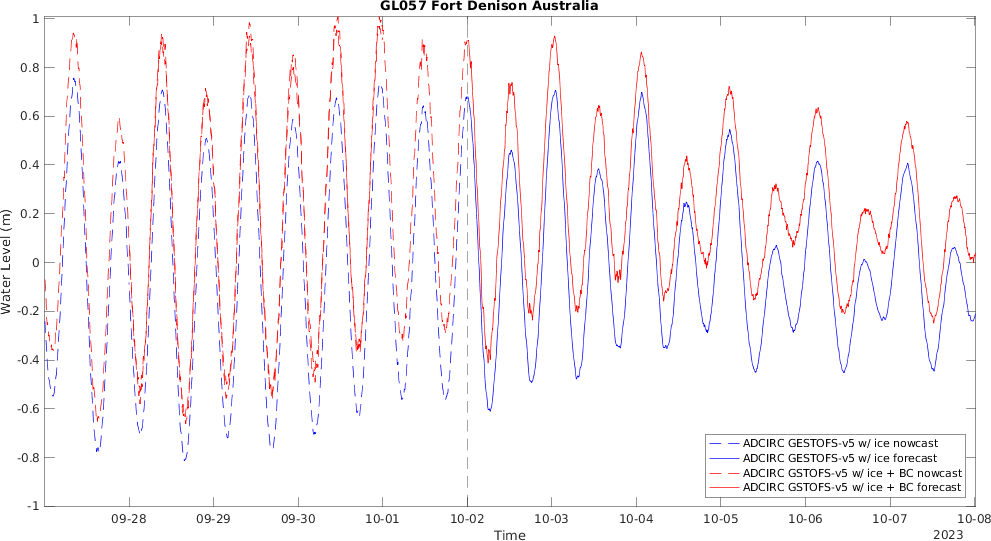 GL057 Fort Denison Australia
Water Level (m)
1
0.8
0.6
0.4
0.2
0
-0.2
-0.4
-0.6
-0.8
-1
ADCIRC GESTOFS-v5 w/ ice nowcast
ADCIRC GESTOFS-v5 w/ ice forecast
ADCIRC GSTOFS-v5 w/ ice + BC nowcast
ADCIRC GSTOFS-v5 w/ ice + BC forecast
09-28 09-29 09-30 10-01 10-02 10-03 10-04 10-05 10-06 10-07 10-08
Time
2023